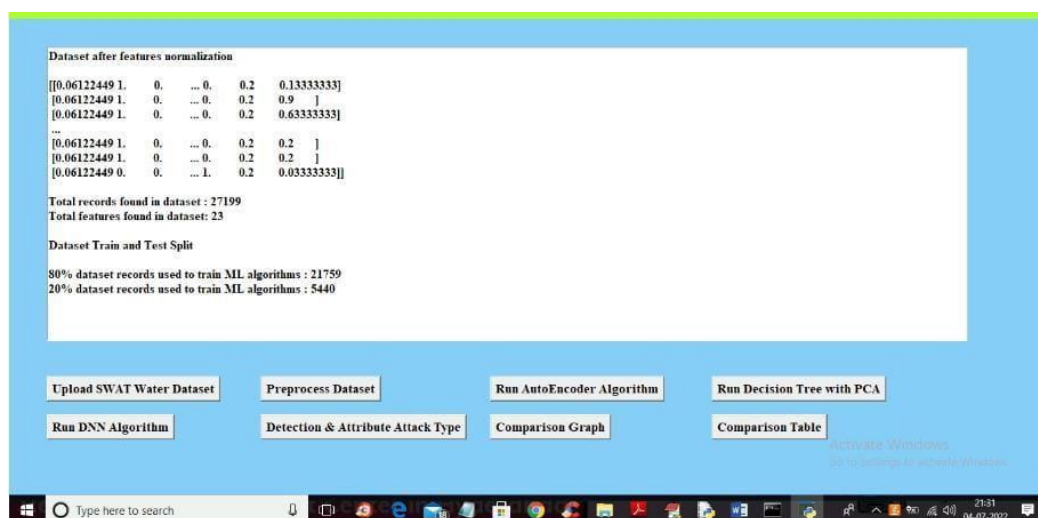 Dataset after features normalization
[[0.06122449 1. 0. ... 0. 0.2 0.13333333]
[0.06122449 1. 0. ... 0. 0.2 0.9 ]
[0.06122449 1. 0. ... 0. 0.2 0.63333333]
...
[0.06122449 1. 0. ... 0. 0.2 0.2 ]
[0.06122449 1. 0. ... 0. 0.2 0.2 ]
[0.06122449 0. 0. ... 1. 0.2 0.03333333]]
Total records found in dataset : 27199
Total features found in dataset: 23
Dataset Train and Test Split
80% dataset records used to train ML algorithms : 21759
20% dataset records used to train ML algorithms : 5440
Upload SWAT Water Dataset Preprocess Dataset Run AutoEncoder Algorithm Run Decision Tree with PCA
Run DNN Algorithm Detection & Attribute Attack Type Comparison Graph Comparison Table
Activate Windows
Go to Settings to activate Windows.
Type here to search
21:31
04-07-2022